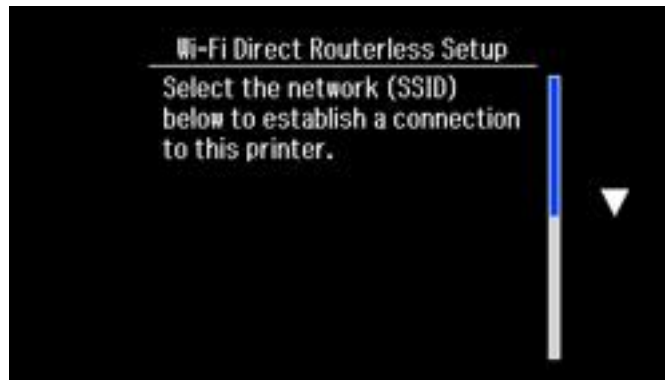 Wi-Fi Direct Routerless Setup
Select the network (SSID)
below to establish a connection
to this printer.